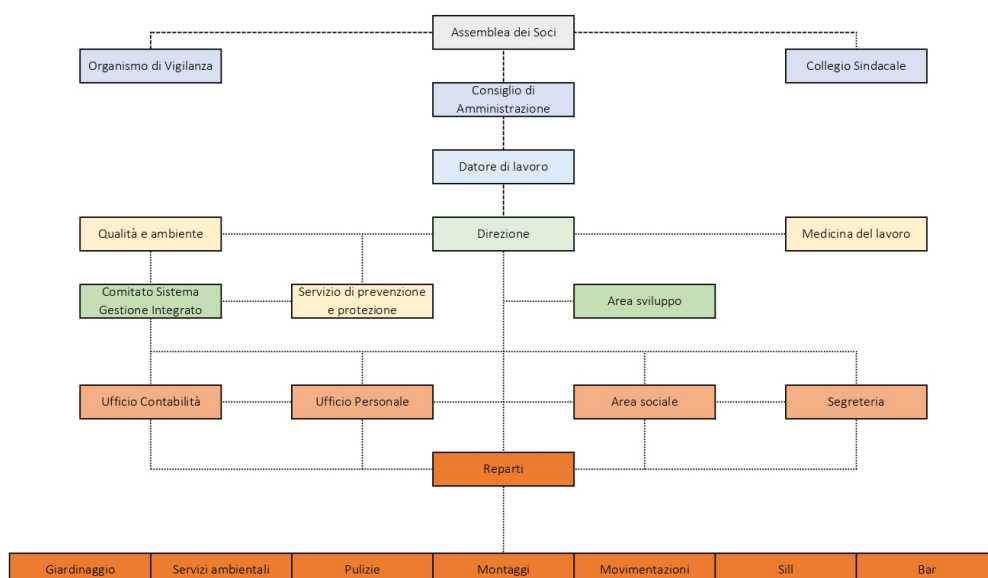 Assemblea dei Soci
Organismo di Vigilanza
Collegio Sindacale
Consiglio di
Amministrazione
Datore di lavoro
Qualità e ambiente
Direzione
Medicina del lavoro
Comitato Sistema
Gestione Integrato
Servizio di prevenzione
e protezione
Area sviluppo
Ufficio Contabilità
Ufficio Personale
Area sociale
Segreteria
Reparti
Giardinaggio
Servizi ambientali
Pulizie
Montaggi
Movimentazioni
Sill
Bar